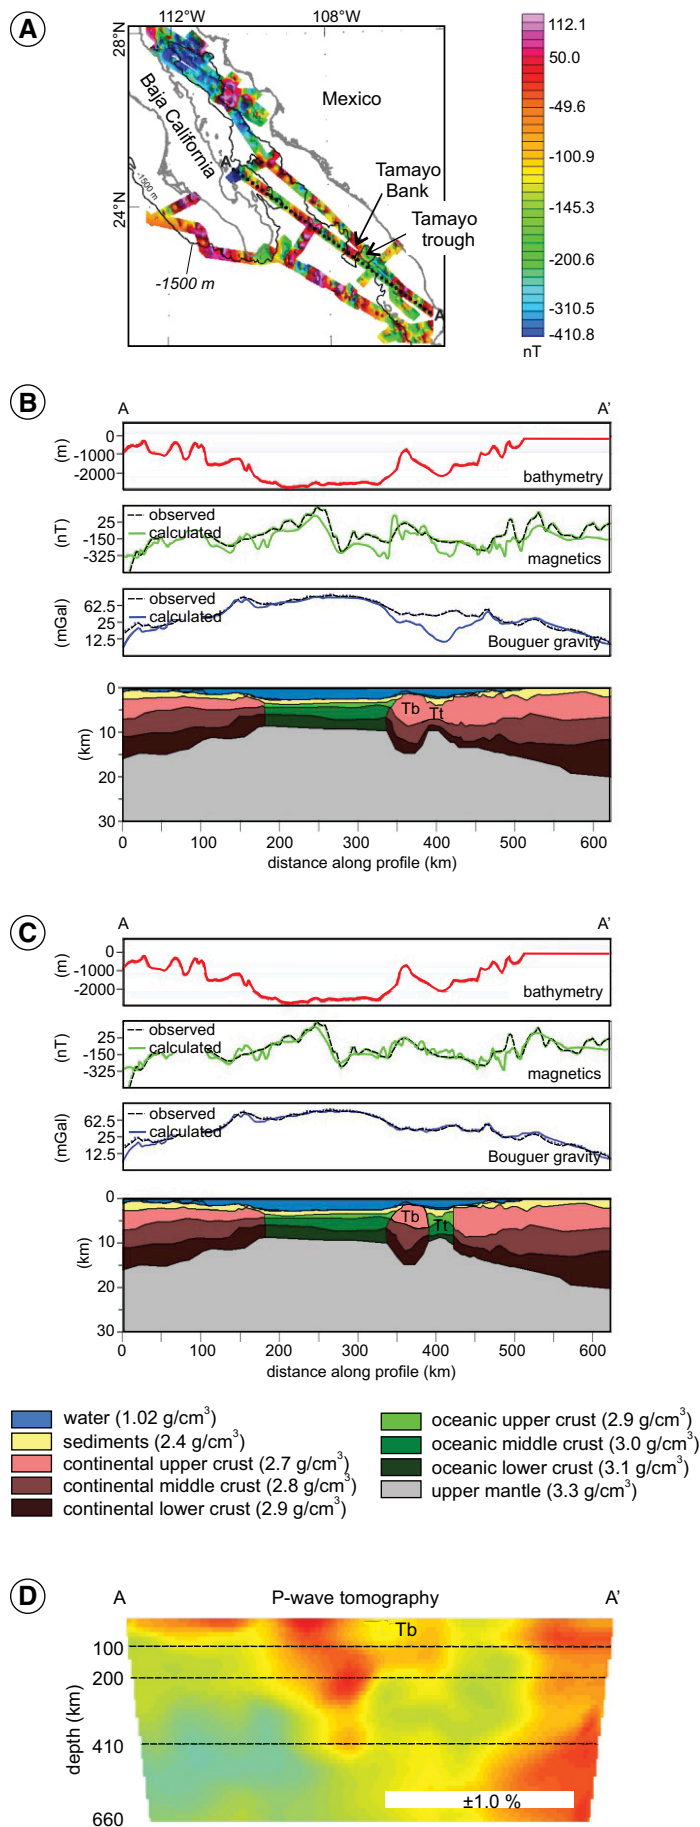 A
112°W
108°W
28°N
24°N
Baja California
Mexico
A
Tamayo
Bank
Tamayo
trough
-1500 m
-1500 m
A
112.1
50.0
-49.6
-100.9
-145.3
-200.6
-310.5
-410.8
nT
B
A
A'
(m)
0
-1000
-2000
bathymetry
(nT)
25
-150
-325
observed
calculated
magnetics
(mGal)
62.5
25
12.5
observed
calculated
Bouguer gravity
(km)
0
10
20
30
Tb
Tt
0
100
200
300
400
500
600
distance along profile (km)
C
A
A'
(m)
0
-1000
-2000
bathymetry
(nT)
25
-150
-325
observed
calculated
magnetics
(mGal)
62.5
25
12.5
observed
calculated
Bouguer gravity
(km)
0
10
20
30
Tb
Tt
0
100
200
300
400
500
600
distance along profile (km)
water (1.02 g/cm³)
sediments (2.4 g/cm³)
continental upper crust (2.7 g/cm³)
continental middle crust (2.8 g/cm³)
continental lower crust (2.9 g/cm³)
oceanic upper crust (2.9 g/cm³)
oceanic middle crust (3.0 g/cm³)
oceanic lower crust (3.1 g/cm³)
upper mantle (3.3 g/cm³)
D
A
P-wave tomography
A'
Tb
depth (km)
100
200
410
660
±1.0 %